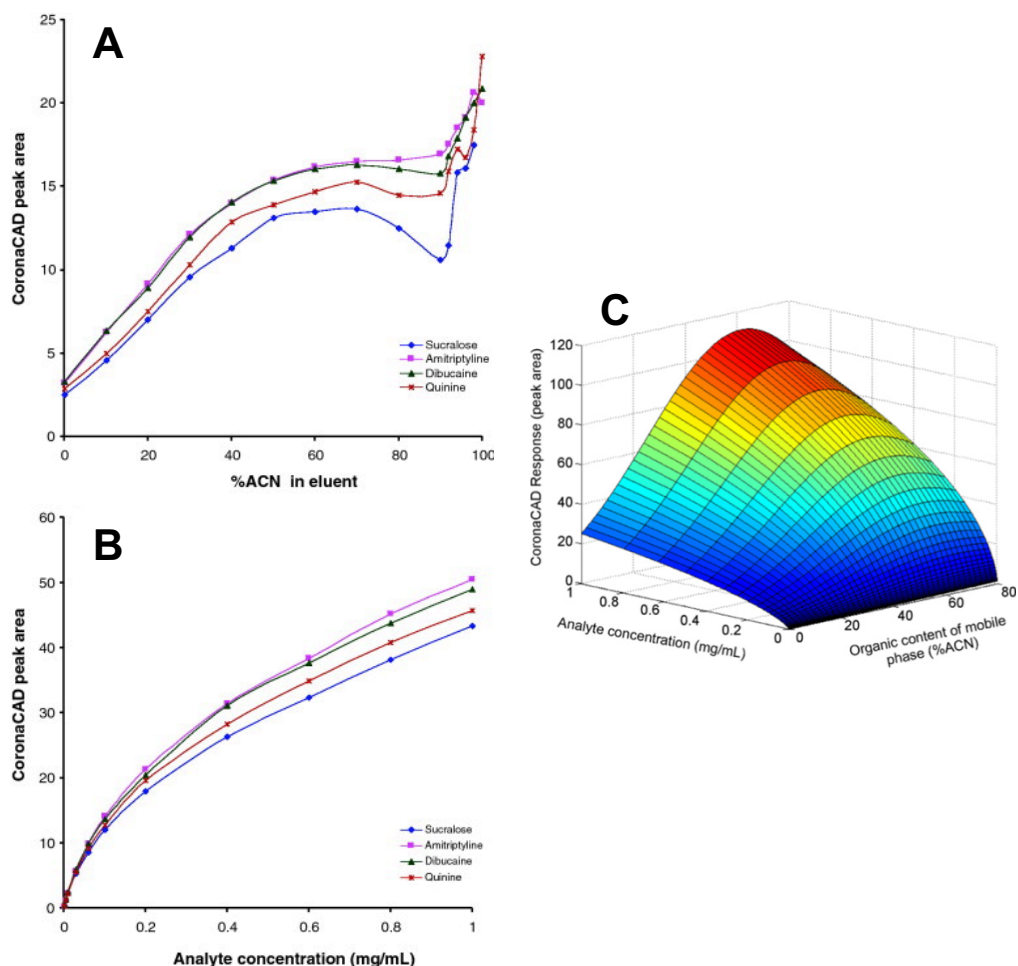 A
25
20
15
10
5
0
CoronaCAD peak area
0 20 40 60 80 100
%ACN in eluent
Sucralose
Amitriptyline
Dibucaine
Quinine
B
60
50
40
30
20
10
0
CoronaCAD peak area
0 0.2 0.4 0.6 0.8 1
Analyte concentration (mg/mL)
Sucralose
Amitriptyline
Dibucaine
Quinine
C
120
100
80
60
40
20
0
CoronaCAD Response (peak area)
1 0.8 0.6 0.4 0.2 0
Analyte concentration (mg/mL)
0 20 40 60 80
Organic content of mobile
phase (%ACN)